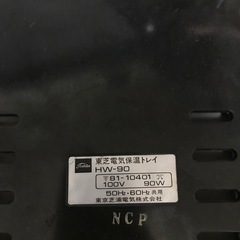 Toshiba
東芝電気保温トレイ
HW-90
〒81-10401
100V 90W
50Hz・60Hz共用
東京芝浦電気株式会社
NCP